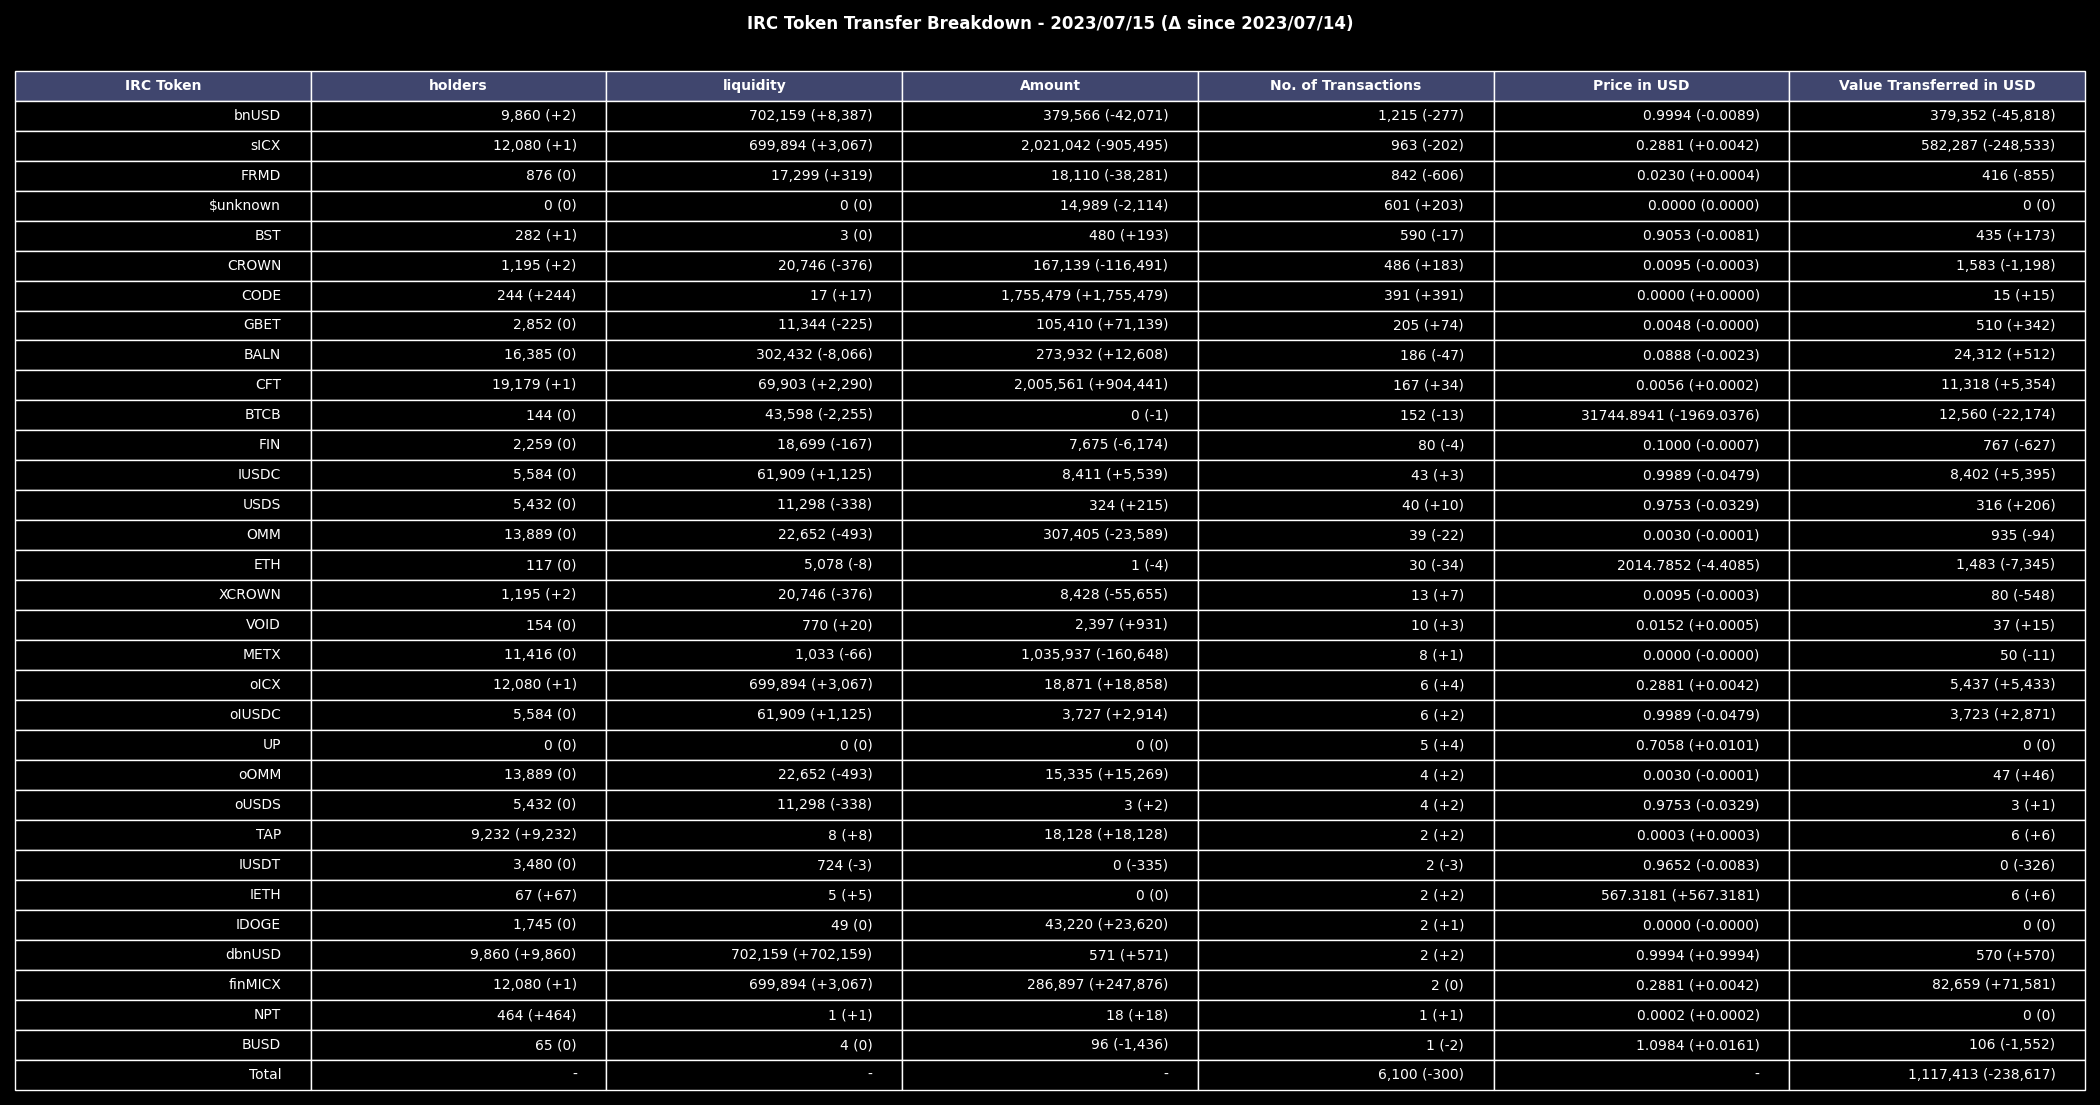 IRC Token Transfer Breakdown - 2023/07/15 (Δ since 2023/07/14)
IRC Token holders liquidity Amount No. of Transactions Price in USD Value Transferred in USD
bnUSD 9,860 (+2) 702,159 (+8,387) 379,566 (-42,071) 1,215 (-277) 0.9994 (-0.0089) 379,352 (-45,818)
sICX 12,080 (+1) 699,894 (+3,067) 2,021,042 (-905,495) 963 (-202) 0.2881 (+0.0042) 582,287 (-248,533)
FRMD 876 (0) 17,299 (+319) 18,110 (-38,281) 842 (-606) 0.0230 (+0.0004) 416 (-855)
$unknown 0 (0) 0 (0) 14,989 (-2,114) 601 (+203) 0.0000 (0.0000) 0 (0)
BST 282 (+1) 3 (0) 480 (+193) 590 (-17) 0.9053 (-0.0081) 435 (+173)
CROWN 1,195 (+2) 20,746 (-376) 167,139 (-116,491) 486 (+183) 0.0095 (-0.0003) 1,583 (-1,198)
CODE 244 (+244) 17 (+17) 1,755,479 (+1,755,479) 391 (+391) 0.0000 (+0.0000) 15 (+15)
GBET 2,852 (0) 11,344 (-225) 105,410 (+71,139) 205 (+74) 0.0048 (-0.0000) 510 (+342)
BALN 16,385 (0) 302,432 (-8,066) 273,932 (+12,608) 186 (-47) 0.0888 (-0.0023) 24,312 (+512)
CFT 19,179 (+1) 69,903 (+2,290) 2,005,561 (+904,441) 167 (+34) 0.0056 (+0.0002) 11,318 (+5,354)
BTCB 144 (0) 43,598 (-2,255) 0 (-1) 152 (-13) 31744.8941 (-1969.0376) 12,560 (-22,174)
FIN 2,259 (0) 18,699 (-167) 7,675 (-6,174) 80 (-4) 0.1000 (-0.0007) 767 (-627)
IUSDC 5,584 (0) 61,909 (+1,125) 8,411 (+5,539) 43 (+3) 0.9989 (-0.0479) 8,402 (+5,395)
USDS 5,432 (0) 11,298 (-338) 324 (+215) 40 (+10) 0.9753 (-0.0329) 316 (+206)
OMM 13,889 (0) 22,652 (-493) 307,405 (-23,589) 39 (-22) 0.0030 (-0.0001) 935 (-94)
ETH 117 (0) 5,078 (-8) 1 (-4) 30 (-34) 2014.7852 (-4.4085) 1,483 (-7,345)
XCROWN 1,195 (+2) 20,746 (-376) 8,428 (-55,655) 13 (+7) 0.0095 (-0.0003) 80 (-548)
VOID 154 (0) 770 (+20) 2,397 (+931) 10 (+3) 0.0152 (+0.0005) 37 (+15)
METX 11,416 (0) 1,033 (-66) 1,035,937 (-160,648) 8 (+1) 0.0000 (-0.0000) 50 (-11)
oICX 12,080 (+1) 699,894 (+3,067) 18,871 (+18,858) 6 (+4) 0.2881 (+0.0042) 5,437 (+5,433)
oIUSDC 5,584 (0) 61,909 (+1,125) 3,727 (+2,914) 6 (+2) 0.9989 (-0.0479) 3,723 (+2,871)
UP 0 (0) 0 (0) 0 (0) 5 (+4) 0.7058 (+0.0101) 0 (0)
oOMM 13,889 (0) 22,652 (-493) 15,335 (+15,269) 4 (+2) 0.0030 (-0.0001) 47 (+46)
oUSDS 5,432 (0) 11,298 (-338) 3 (+2) 4 (+2) 0.9753 (-0.0329) 3 (+1)
TAP 9,232 (+9,232) 8 (+8) 18,128 (+18,128) 2 (+2) 0.0003 (+0.0003) 6 (+6)
IUSDT 3,480 (0) 724 (-3) 0 (-335) 2 (-3) 0.9652 (-0.0083) 0 (-326)
IETH 67 (+67) 5 (+5) 0 (0) 2 (+2) 567.3181 (+567.3181) 6 (+6)
IDOGE 1,745 (0) 49 (0) 43,220 (+23,620) 2 (+1) 0.0000 (-0.0000) 0 (0)
dbnUSD 9,860 (+9,860) 702,159 (+702,159) 571 (+571) 2 (+2) 0.9994 (+0.9994) 570 (+570)
finMICX 12,080 (+1) 699,894 (+3,067) 286,897 (+247,876) 2 (0) 0.2881 (+0.0042) 82,659 (+71,581)
NPT 464 (+464) 1 (+1) 18 (+18) 1 (+1) 0.0002 (+0.0002) 0 (0)
BUSD 65 (0) 4 (0) 96 (-1,436) 1 (-2) 1.0984 (+0.0161) 106 (-1,552)
Total - - - 6,100 (-300) - 1,117,413 (-238,617)